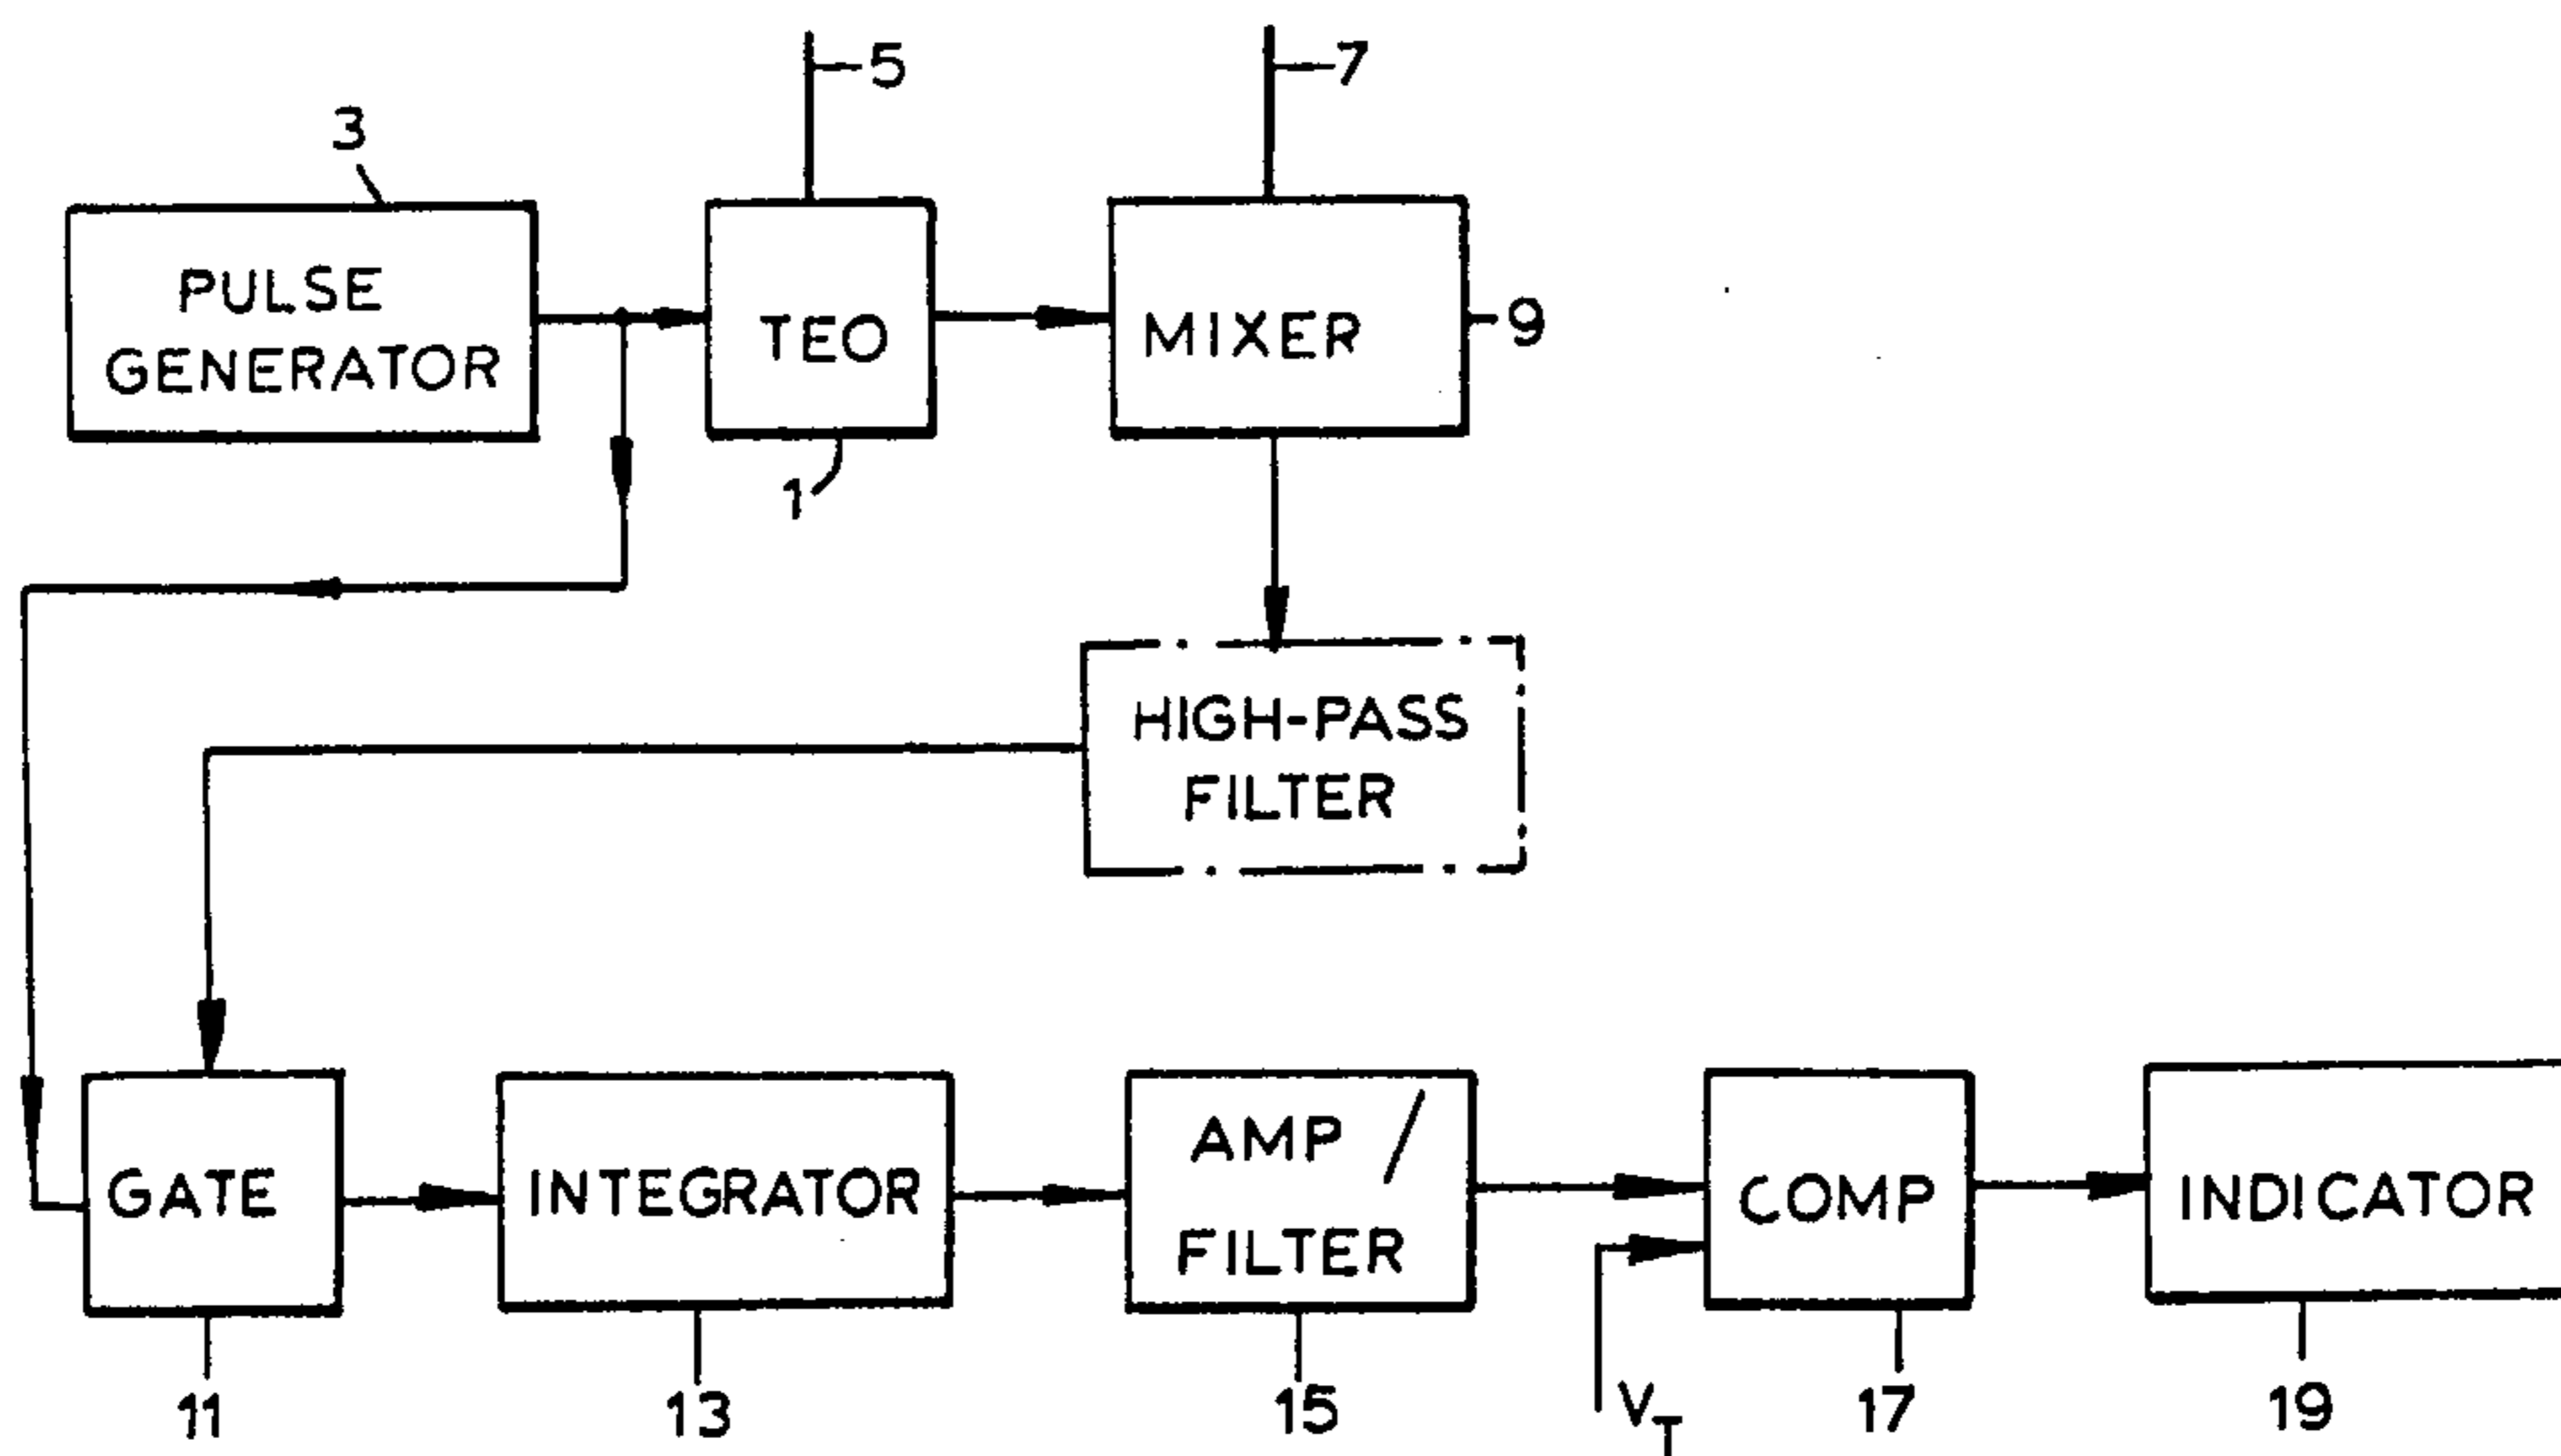 5
7
3
PULSE
GENERATOR
TEO
MIXER
9
1
HIGH-PASS
FILTER
GATE
INTEGRATOR
AMP /
FILTER
COMP
INDICATOR
11
13
15
V_T
17
19